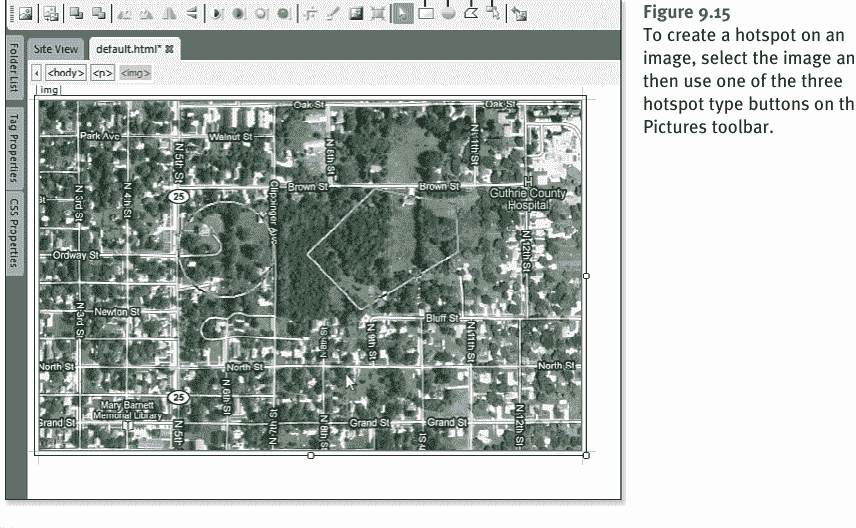 Figure 9.15
To create a hotspot on an
image, select the image an
then use one of the three
hotspot type buttons on th
Pictures toolbar.
Folder List
Tag Properties
CSS Properties
Site View
default.html*
<body> <p> <img>
img
Oak St
Oak St
Park Ave
Walnut St
N 5th St
N 8th St
N 11th St
Brown St
Brown St
25
N 3rd St
N 4th St
Clippinger Ave
Guthrie County
Hospital
H
St
N 12th St
Ordway St
Newton St
N 3rd St
Bluff St
N 9th St
N 11th St
North St
North St
North St
N 6th St
25
Mary Barnett
Memorial Library
Grand St
N 5th
N 7th St
N 8th St
Grand St
Grand St
N 12th St